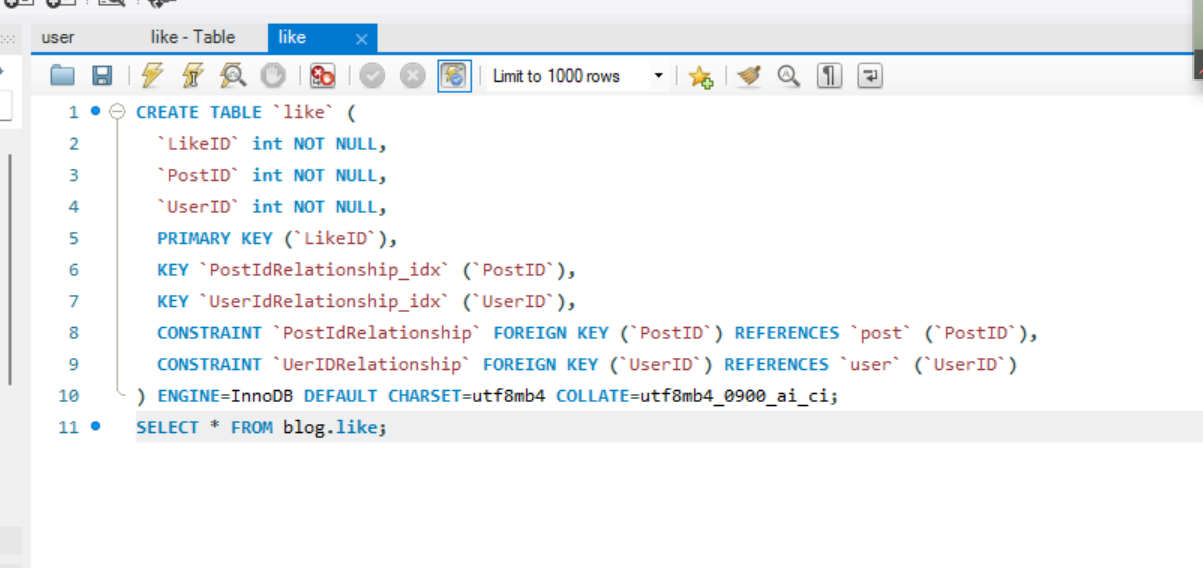 user like - Table like
Limit to 1000 rows
1 CREATE TABLE `like` (
2 `LikeID` int NOT NULL,
3 `PostID` int NOT NULL,
4 `UserID` int NOT NULL,
5 PRIMARY KEY (`LikeID`),
6 KEY `PostIdRelationship_idx` (`PostID`),
7 KEY `UserIdRelationship_idx` (`UserID`),
8 CONSTRAINT `PostIdRelationship` FOREIGN KEY (`PostID`) REFERENCES `post` (`PostID`),
9 CONSTRAINT `UerIDRelationship` FOREIGN KEY (`UserID`) REFERENCES `user` (`UserID`)
10 ) ENGINE=InnoDB DEFAULT CHARSET=utf8mb4 COLLATE=utf8mb4_0900_ai_ci;
11 SELECT * FROM blog.like;